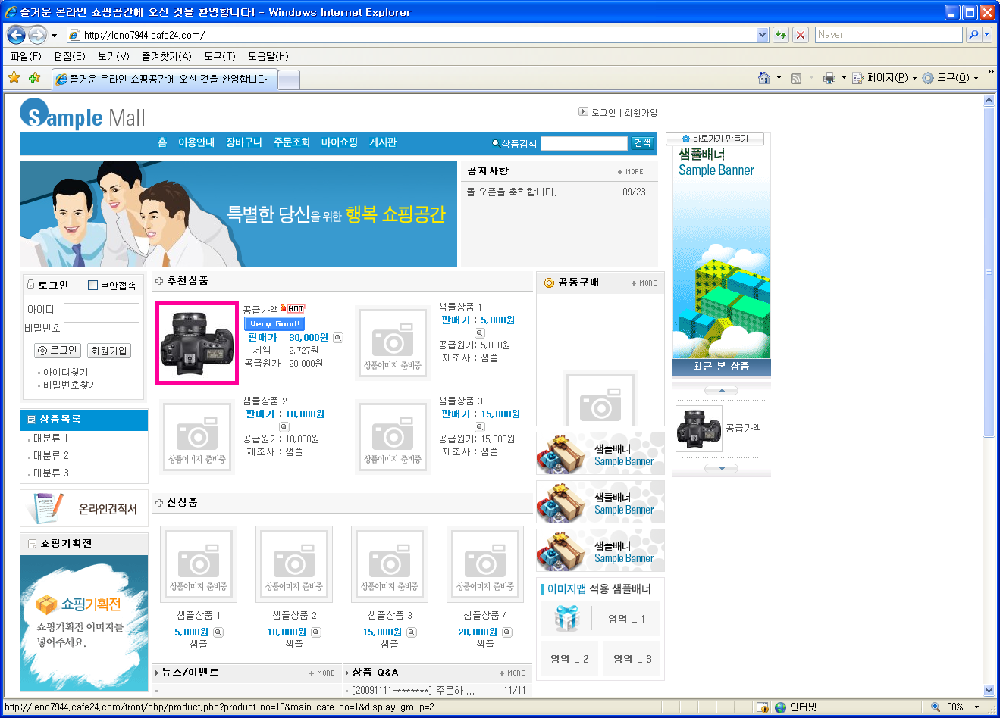 즐거운 온라인 쇼핑공간에 오신 것을 환영합니다! - Windows Internet Explorer
http://leno7944.cafe24.com/
Naver
파일(F) 편집(E) 보기(V) 즐겨찾기(A) 도구(T) 도움말(H)
즐거운 온라인 쇼핑공간에 오신 것을 환영합니다!
페이지(P) 도구(O)
Sample Mall
로그인 | 회원가입
홈 이용안내 장바구니 주문조회 마이쇼핑 게시판
상품검색 검색
바로가기 만들기
샘플배너
Sample Banner
특별한 당신을 위한 행복 쇼핑공간
공지사항 + MORE
몰 오픈을 축하합니다. 09/23
로그인 보안접속
아이디
비밀번호
로그인 회원가입
아이디찾기
비밀번호찾기
추천상품
공급가액 HOT
Very Good!
판매가 : 30,000원
세액 : 2,727원
공급원가 : 20,000원
상품이미지 준비중
샘플상품 1
판매가 : 5,000원
공급원가 : 5,000원
제조사 : 샘플
상품이미지 준비중
샘플상품 2
판매가 : 10,000원
공급원가 : 10,000원
제조사 : 샘플
상품이미지 준비중
샘플상품 3
판매가 : 15,000원
공급원가 : 15,000원
제조사 : 샘플
공동구매 + MORE
최근 본 상품
공급가액
상품목록
대분류 1
대분류 2
대분류 3
온라인견적서
쇼핑기획전
쇼핑기획전
쇼핑기획전 이미지를
넣어주세요.
신상품
상품이미지 준비중 상품이미지 준비중 상품이미지 준비중 상품이미지 준비중
샘플상품 1 샘플상품 2 샘플상품 3 샘플상품 4
5,000원 10,000원 15,000원 20,000원
샘플 샘플 샘플 샘플
샘플배너
Sample Banner
샘플배너
Sample Banner
샘플배너
Sample Banner
이미지맵 적용 샘플배너
영역 _ 1
영역 _ 2 영역 _ 3
뉴스/이벤트 + MORE 상품 Q&A + MORE
[20091111-*******] 주문하 ... 11/11
http://leno7944.cafe24.com/front/php/product.php?product_no=10&main_cate_no=1&display_group=2
인터넷 100%